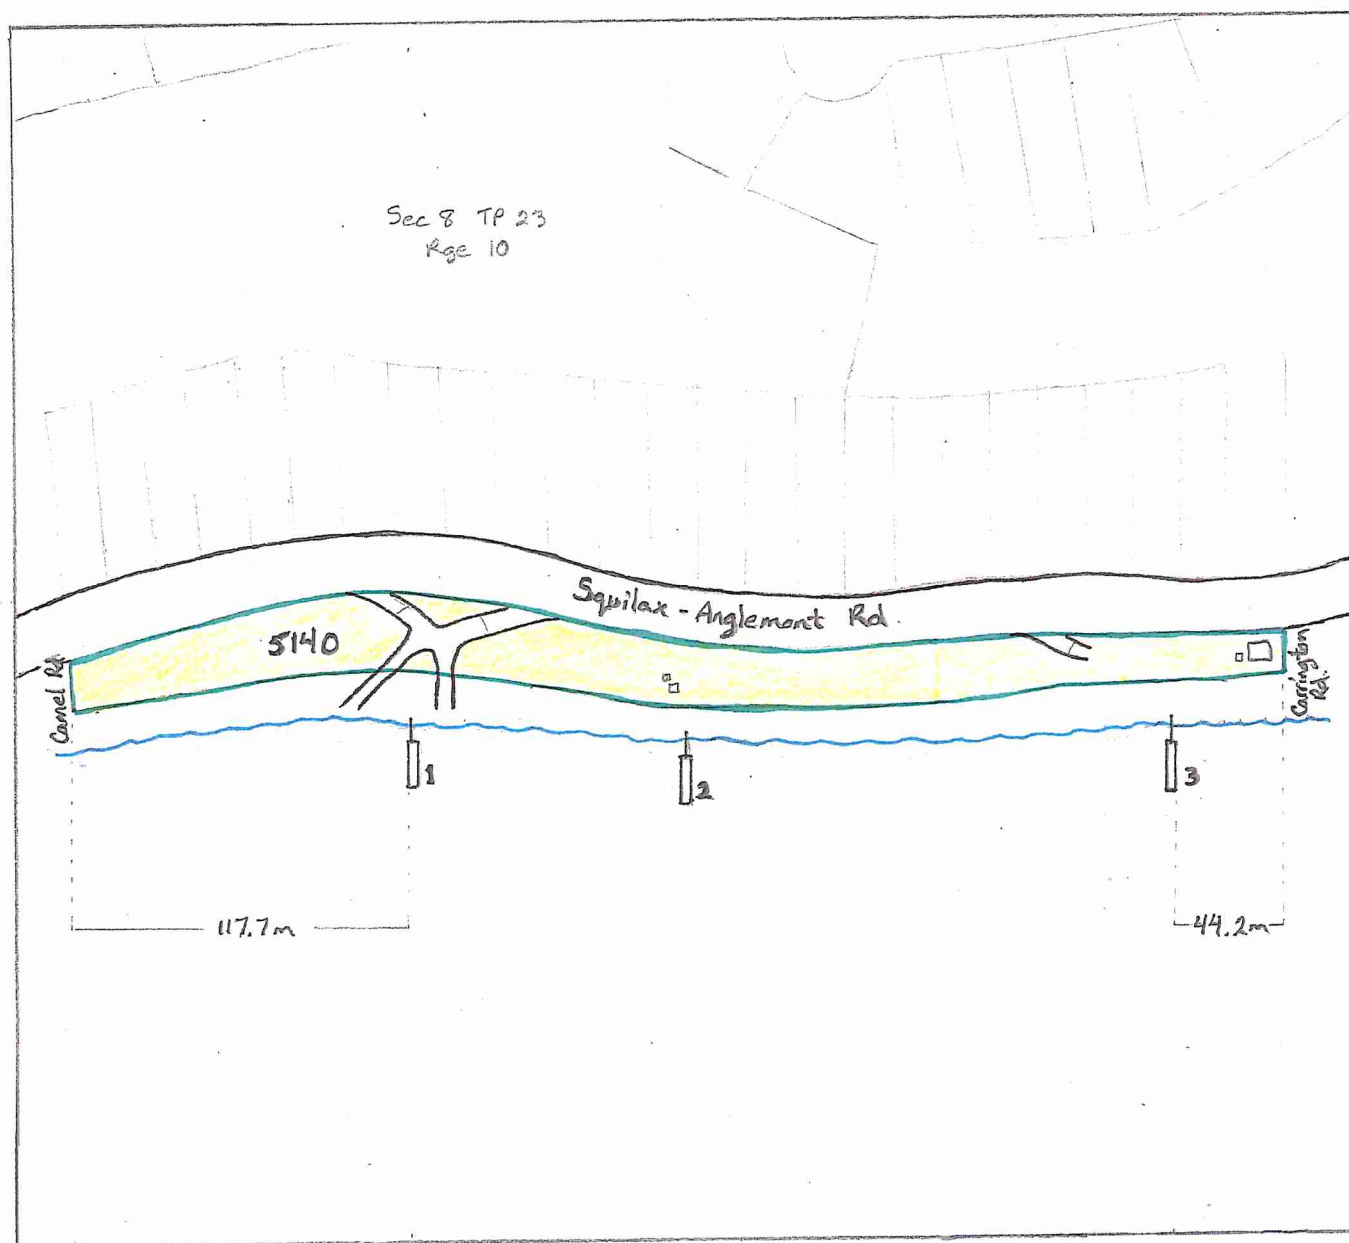 Sec 8 TP 23
Rge 10
Squilax - Anglemont Rd.
5140
Camel Rd.
Carrington
Rd.
1
2
3
117.7m
44.2m